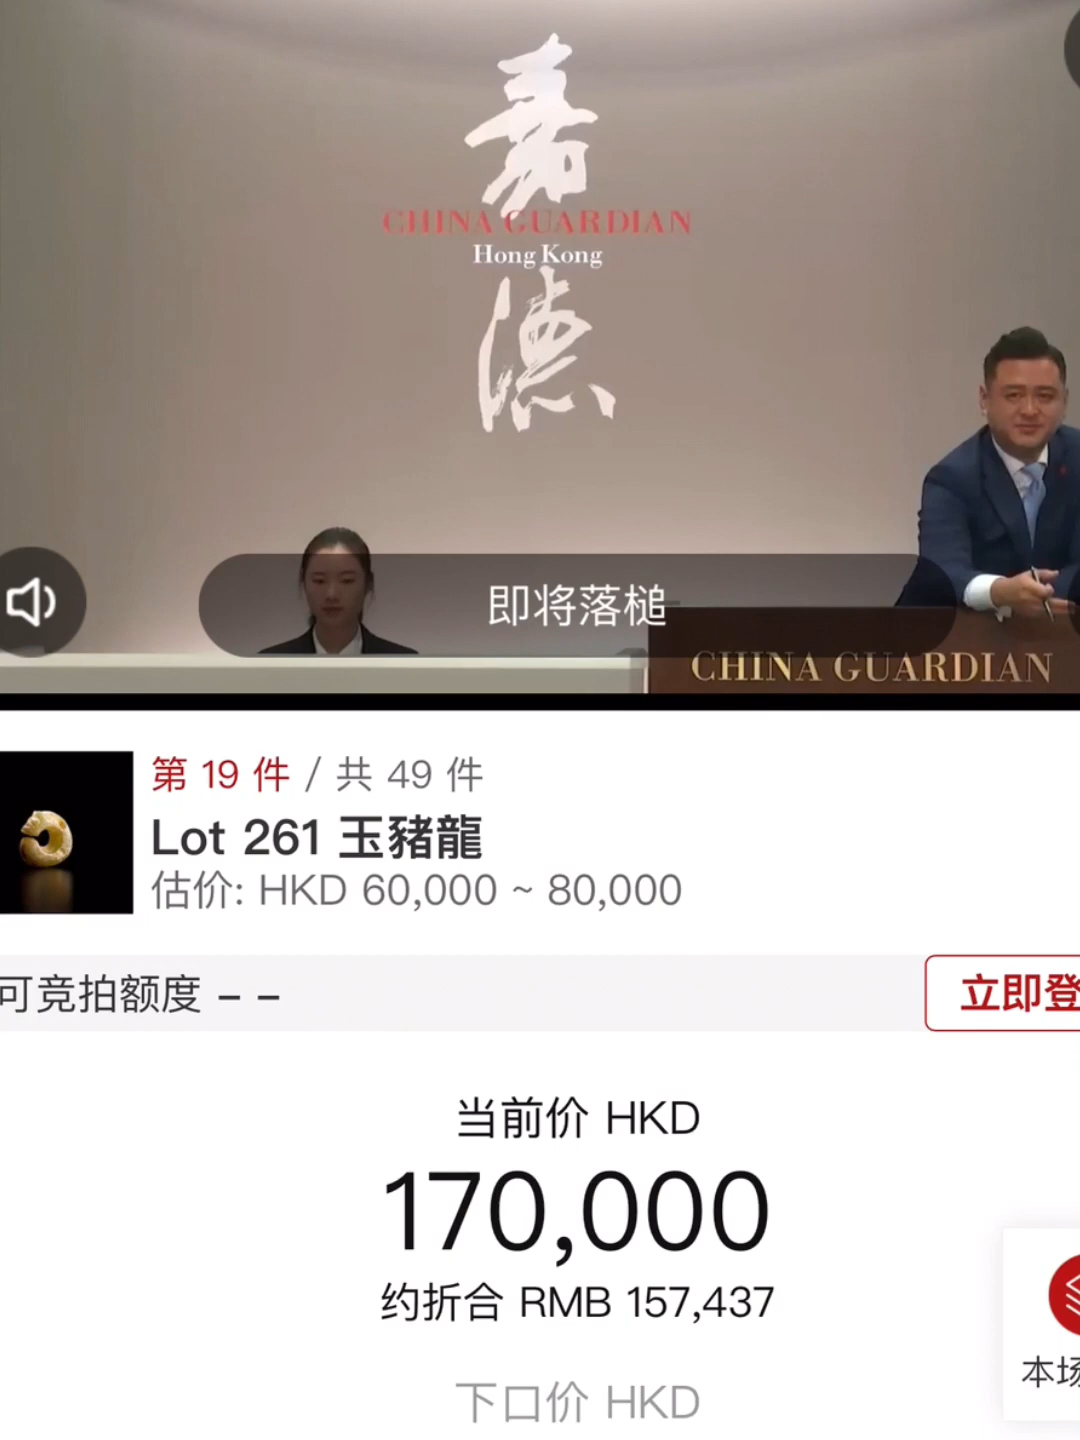 嘉
CHINA GUARDIAN
Hong Kong
德
即将落槌
CHINA GUARDIAN
第 19 件 / 共 49 件
Lot 261 玉豬龍
估价: HKD 60,000 ~ 80,000
可竞拍额度 – –
立即登
当前价 HKD
170,000
约折合 RMB 157,437
本场
下口价 HKD